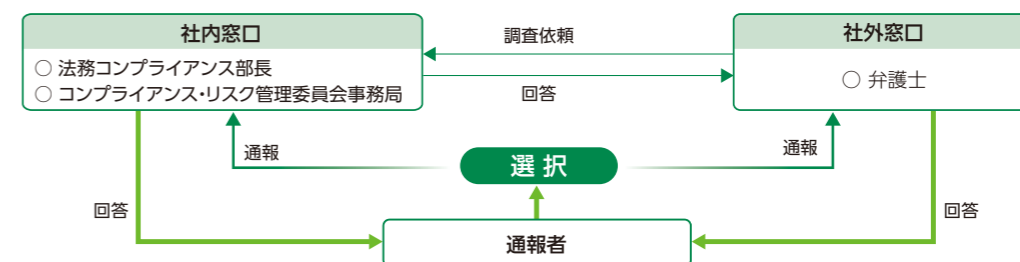 社内窓口
○ 法務コンプライアンス部長
○ コンプライアンス・リスク管理委員会事務局
調査依頼
回答
社外窓口
○ 弁護士
通報
選択
通報
回答
通報者
回答